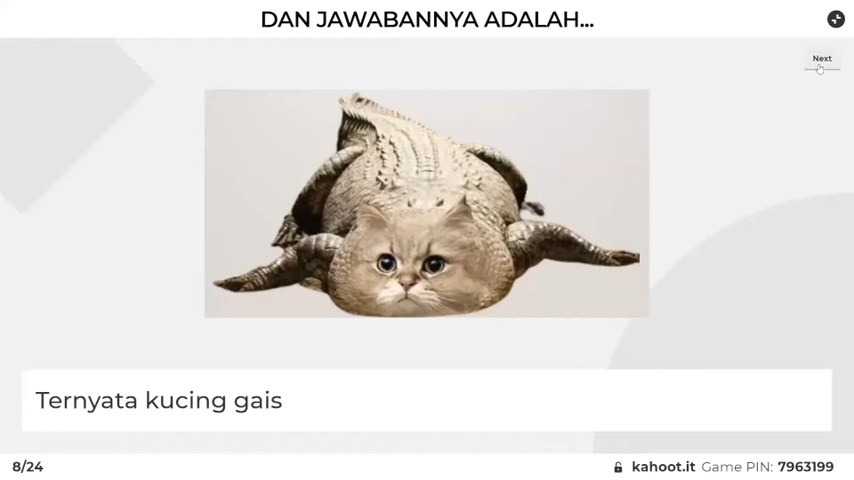 DAN JAWABANNYA ADALAH...
Next
Ternyata kucing gais
8/24
kahoot.it Game PIN: 7963199